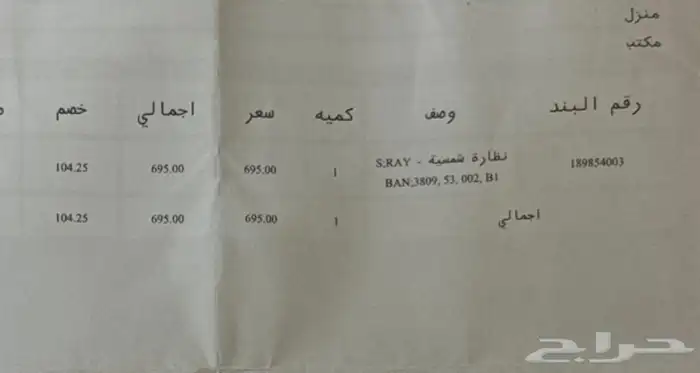 منزل
مكتب
رقم البند وصف كميه سعر اجمالي خصم
189854003 نظارة شمسية - S.RAY 1 695.00 695.00 104.25
BAN;3809, 53, 002, B1
اجمالي 1 695.00 695.00 104.25
حراج